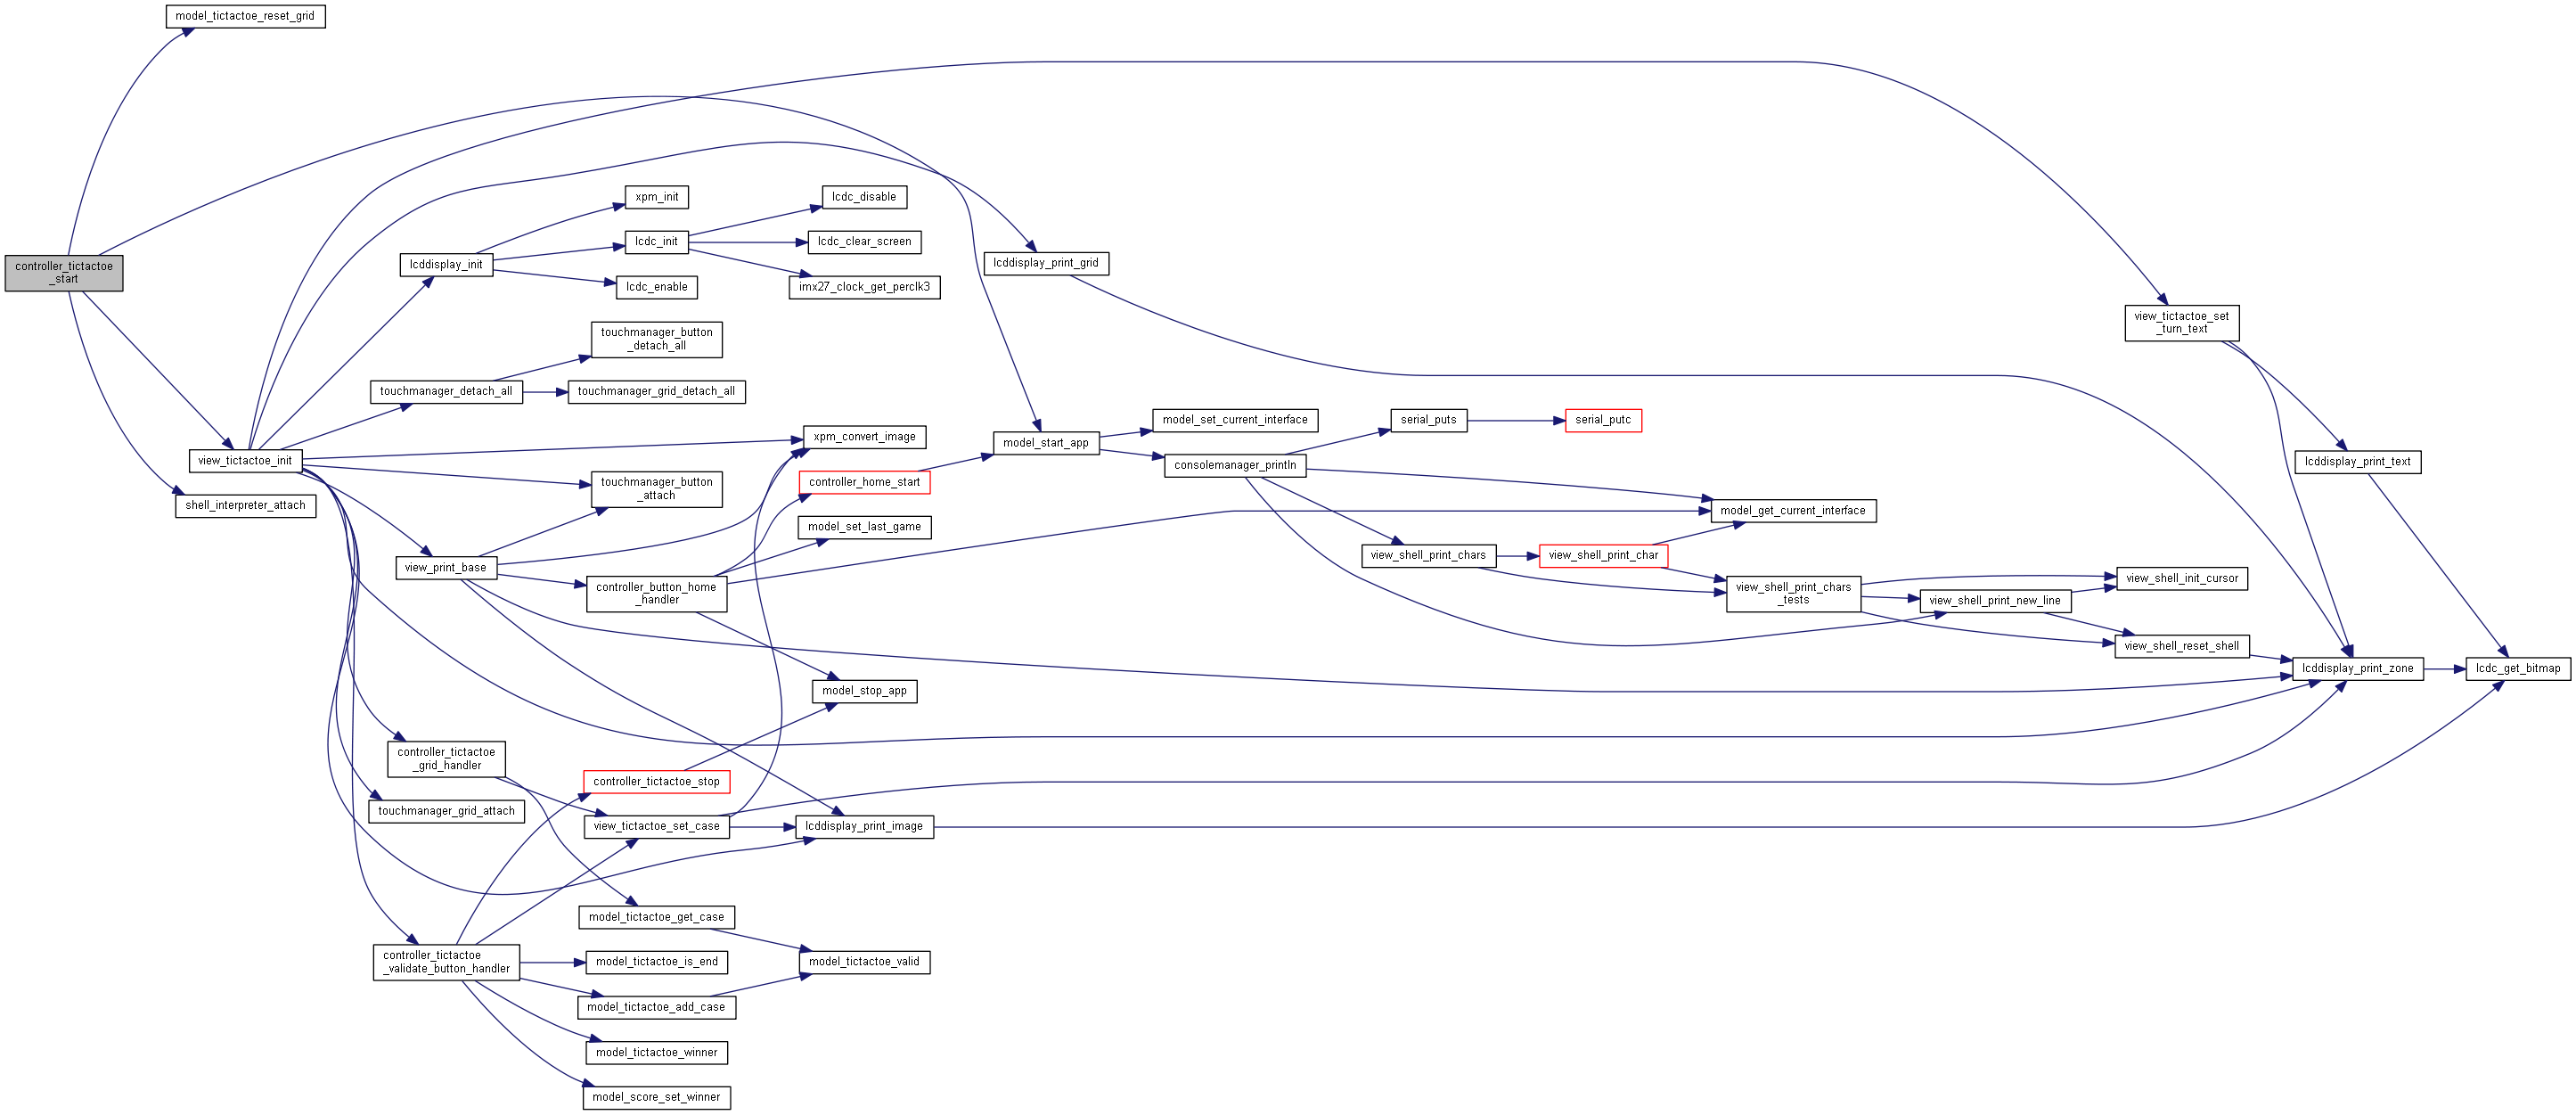 model_tictactoe_reset_grid
xpm_init
lcdc_disable
lcdc_init
lcdc_clear_screen
controller_tictactoe
_start
lcddisplay_init
lcddisplay_print_grid
lcdc_enable
imx27_clock_get_perclk3
view_tictactoe_set
_turn_text
touchmanager_button
_detach_all
touchmanager_detach_all
touchmanager_grid_detach_all
model_set_current_interface
serial_puts
serial_putc
xpm_convert_image
model_start_app
view_tictactoe_init
consolemanager_println
lcddisplay_print_text
touchmanager_button
_attach
controller_home_start
shell_interpreter_attach
model_get_current_interface
model_set_last_game
view_shell_print_chars
view_shell_print_char
view_print_base
view_shell_init_cursor
controller_button_home
_handler
view_shell_print_chars
_tests
view_shell_print_new_line
view_shell_reset_shell
lcddisplay_print_zone
lcdc_get_bitmap
model_stop_app
controller_tictactoe
_grid_handler
controller_tictactoe_stop
touchmanager_grid_attach
view_tictactoe_set_case
lcddisplay_print_image
model_tictactoe_get_case
controller_tictactoe
_validate_button_handler
model_tictactoe_is_end
model_tictactoe_valid
model_tictactoe_add_case
model_tictactoe_winner
model_score_set_winner